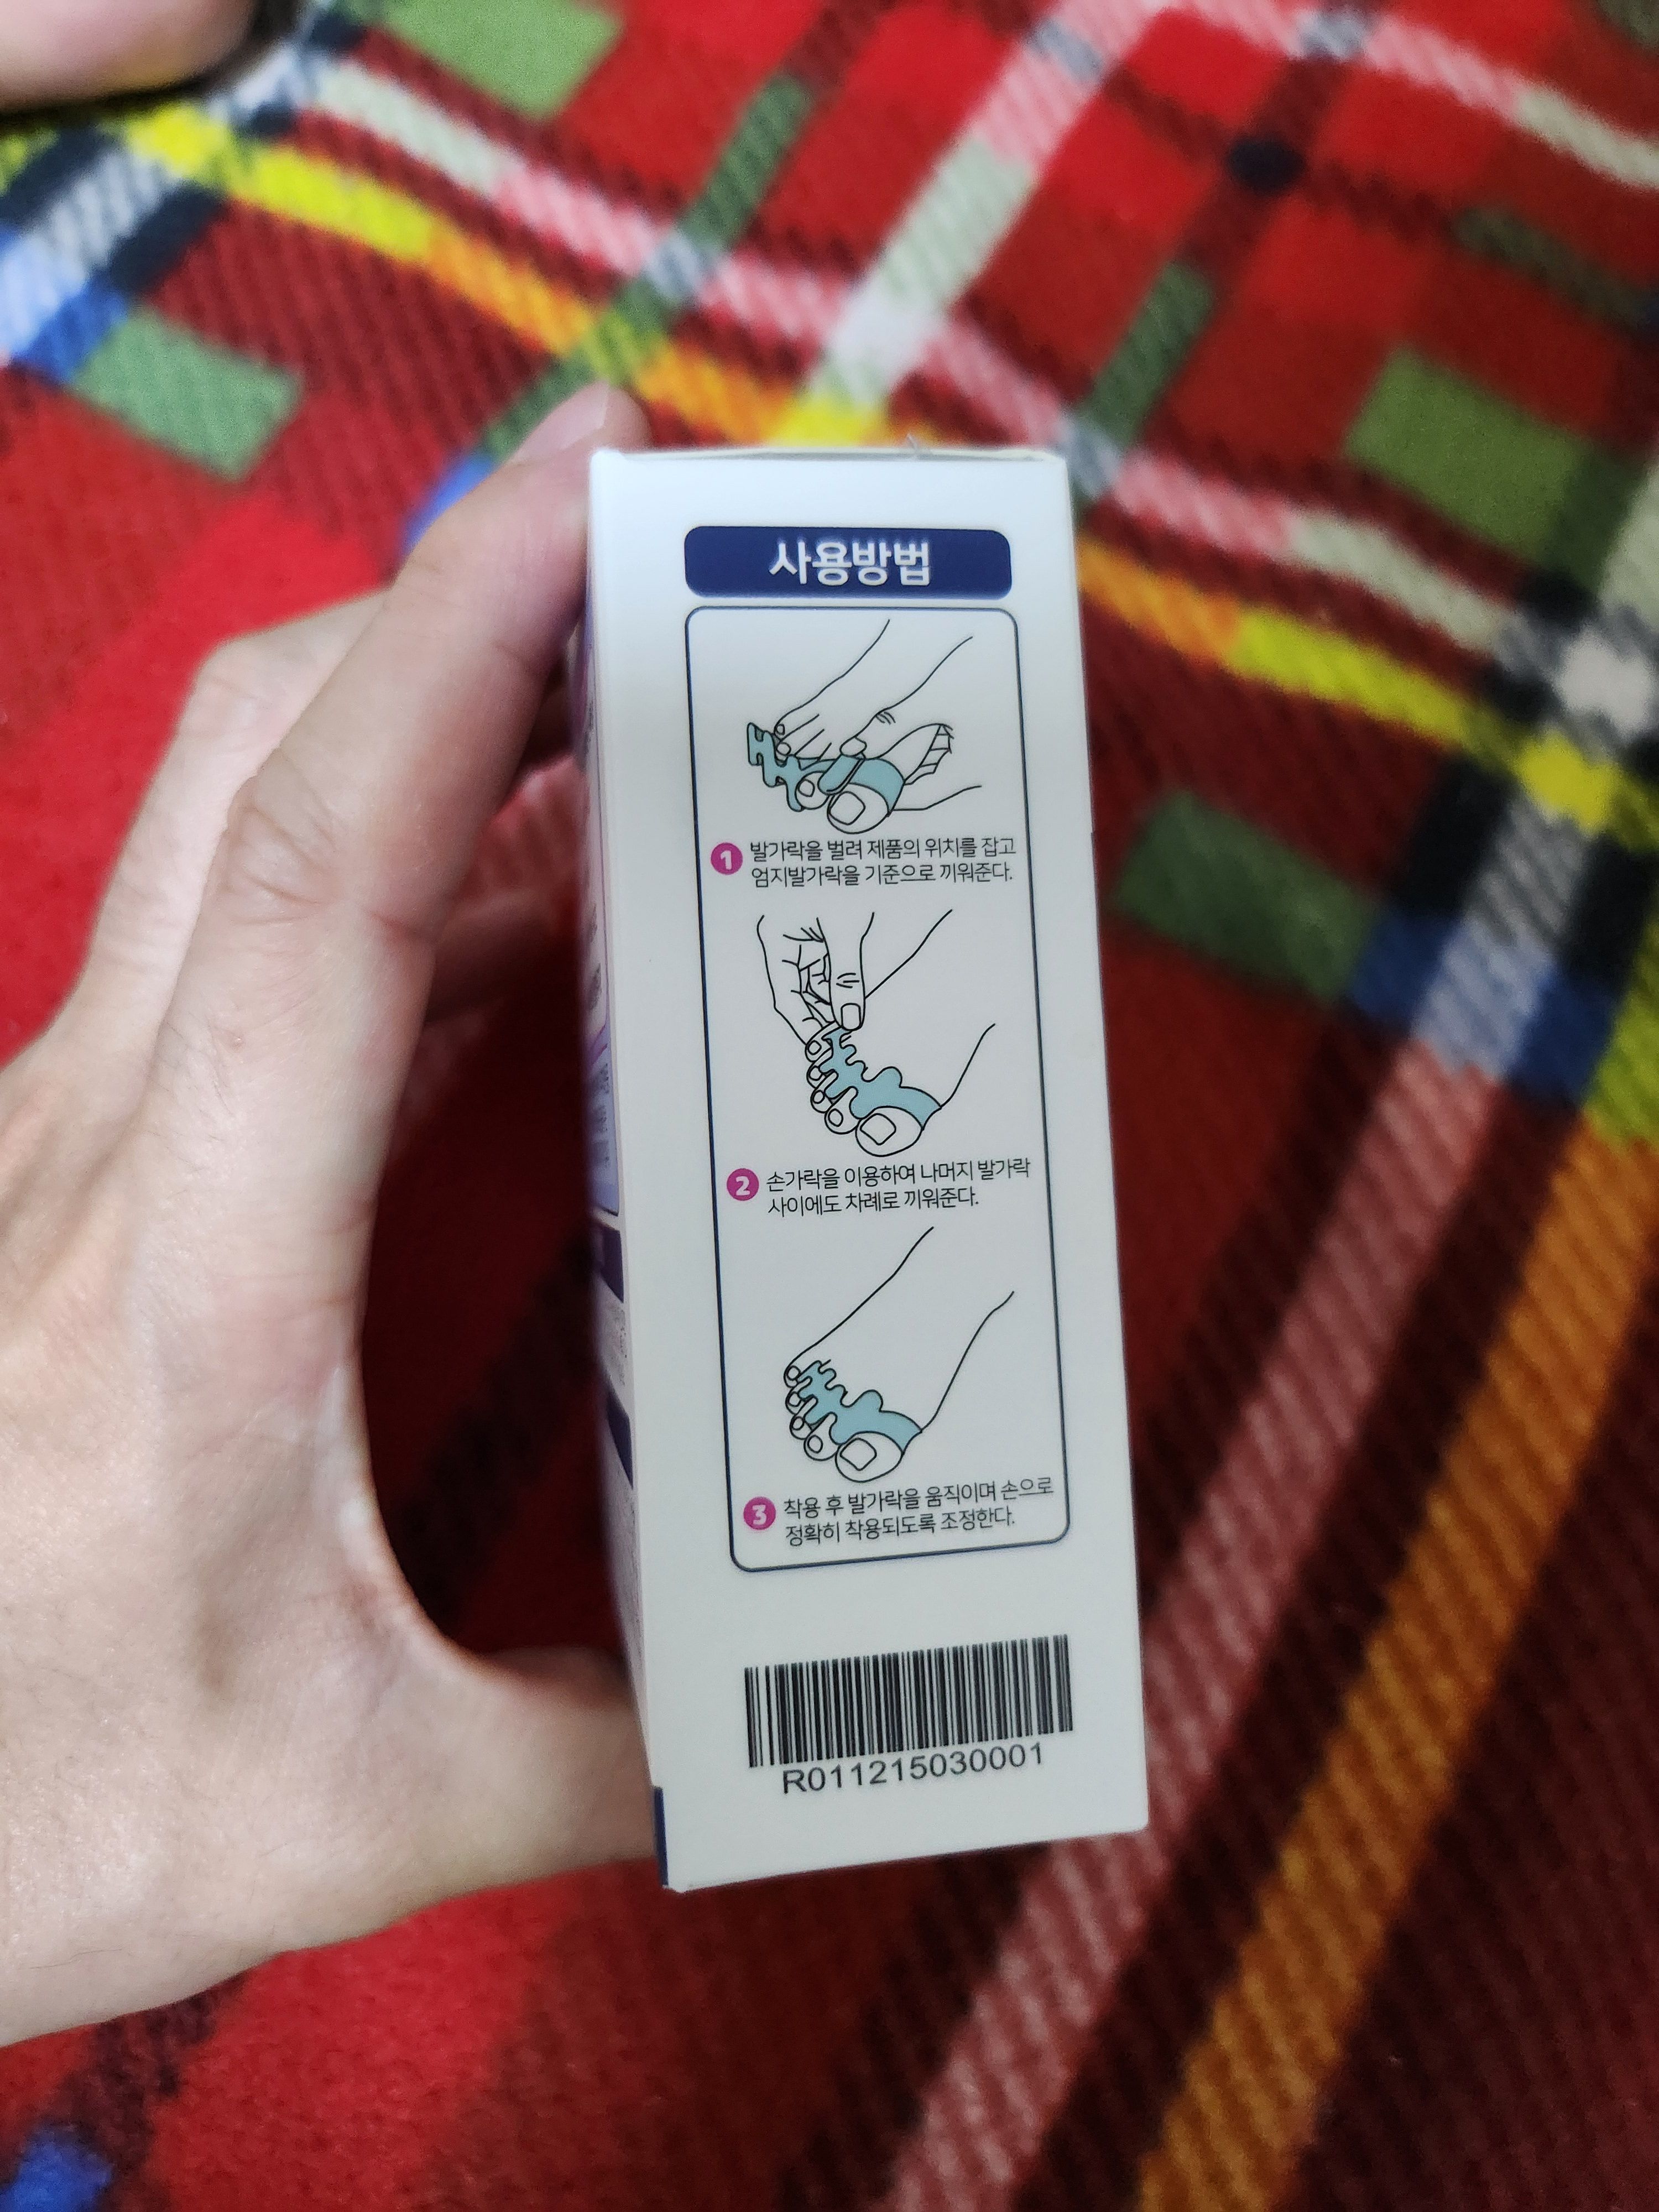 사용방법
1 발가락을 벌려 제품의 위치를 잡고
엄지발가락을 기준으로 끼워준다.
2 손가락을 이용하여 나머지 발가락
사이에도 차례로 끼워준다.
3 착용 후 발가락을 움직이며 손으로
정확히 착용되도록 조정한다.
R011215030001